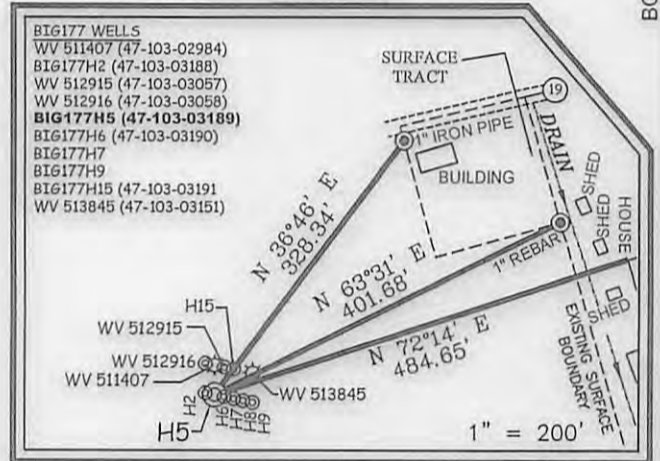 BIG177 WELLS
WV 511407 (47-103-02984)
BIG177H2 (47-103-03188)
WV 512915 (47-103-03057)
WV 512916 (47-103-03058)
BIG177H5 (47-103-03189)
BIG177H6 (47-103-03190)
BIG177H7
BIG177H9
BIG177H15 (47-103-03191
WV 513845 (47-103-03151)
SURFACE
TRACT
19
1" IRON PIPE
BUILDING
DRAIN
SHED
SHED
HOUSE
1" REBAR
SHED
EXISTING SURFACE
BOUNDARY
N 36°46' E
328.34'
N 63°31' E
401.68'
N 72°14' E
484.65'
H15
WV 512915
WV 512916
WV 511407
WV 513845
H2
H5
H6
H7
H8
H9
1" = 200'